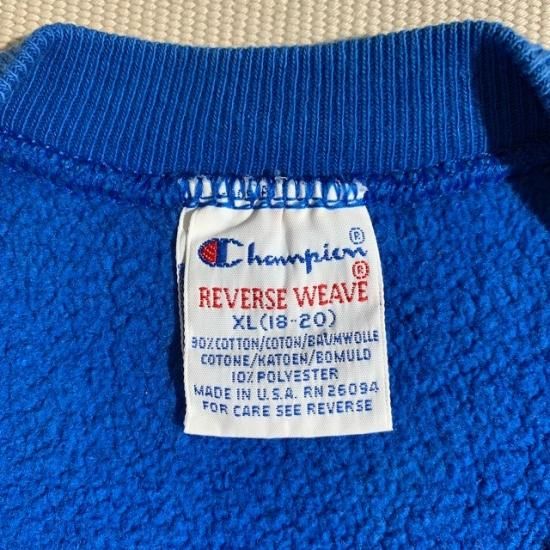 Champion®
REVERSE WEAVE®
XL (18-20)
90% COTTON/COTON/BAUMWOLLE
COTONE/KATOEN/BOMULD
10% POLYESTER
MADE IN U.S.A. RN 26094
FOR CARE SEE REVERSE